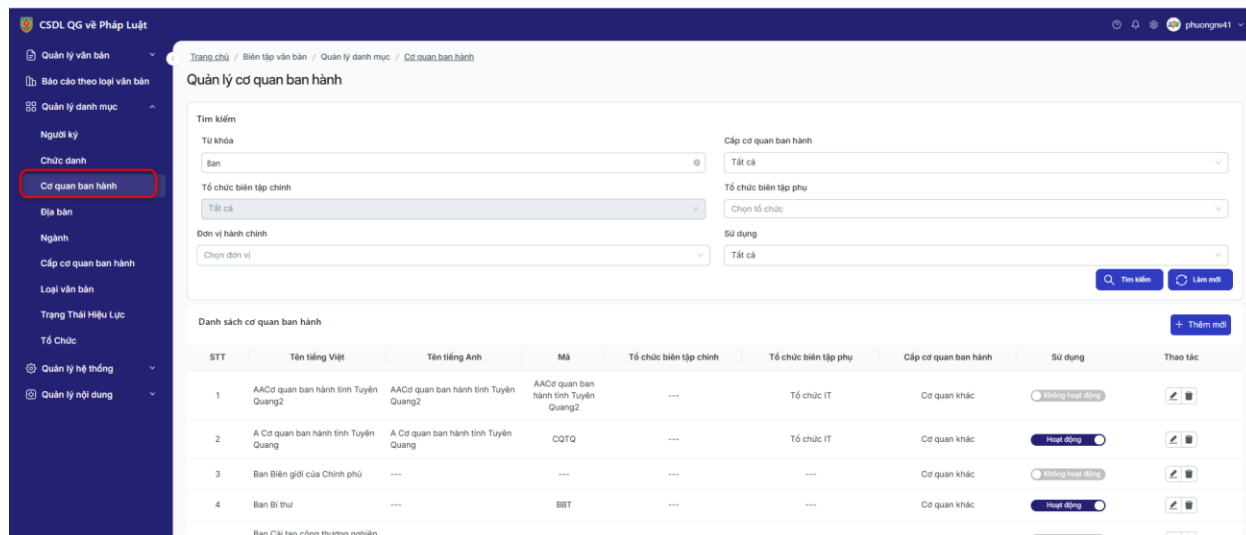 CSDL QG về Pháp Luật
phuongnv41
Quản lý văn bản
Báo cáo theo loại văn bản
Quản lý danh mục
Người ký
Chức danh
Cơ quan ban hành
Địa bàn
Ngành
Cấp cơ quan ban hành
Loại văn bản
Trạng Thái Hiệu Lực
Tổ Chức
Quản lý hệ thống
Quản lý nội dung
Trang chủ / Biên tập văn bản / Quản lý danh mục / Cơ quan ban hành
Quản lý cơ quan ban hành
Tìm kiếm
Từ khóa
Cấp cơ quan ban hành
Ban
Tất cả
Tổ chức biên tập chính
Tổ chức biên tập phụ
Tất cả
Chọn tổ chức
Đơn vị hành chính
Sử dụng
Chọn đơn vị
Tất cả
Tìm kiếm
Làm mới
Danh sách cơ quan ban hành
+ Thêm mới
STT Tên tiếng Việt Tên tiếng Anh Mã Tổ chức biên tập chính Tổ chức biên tập phụ Cấp cơ quan ban hành Sử dụng Thao tác
1 AACơ quan ban hành tỉnh Tuyên Quang2 AACơ quan ban hành tỉnh Tuyên Quang2 AACơ quan ban hành tỉnh Tuyên Quang2 --- Tổ chức IT Cơ quan khác Không hoạt động
2 A Cơ quan ban hành tỉnh Tuyên Quang A Cơ quan ban hành tỉnh Tuyên Quang CQTQ --- Tổ chức IT Cơ quan khác Hoạt động
3 Ban Biên giới của Chính phủ --- --- --- --- Cơ quan khác Không hoạt động
4 Ban Bí thư --- BBT --- --- Cơ quan khác Hoạt động
Ban Cải tạo công thương nghiệp